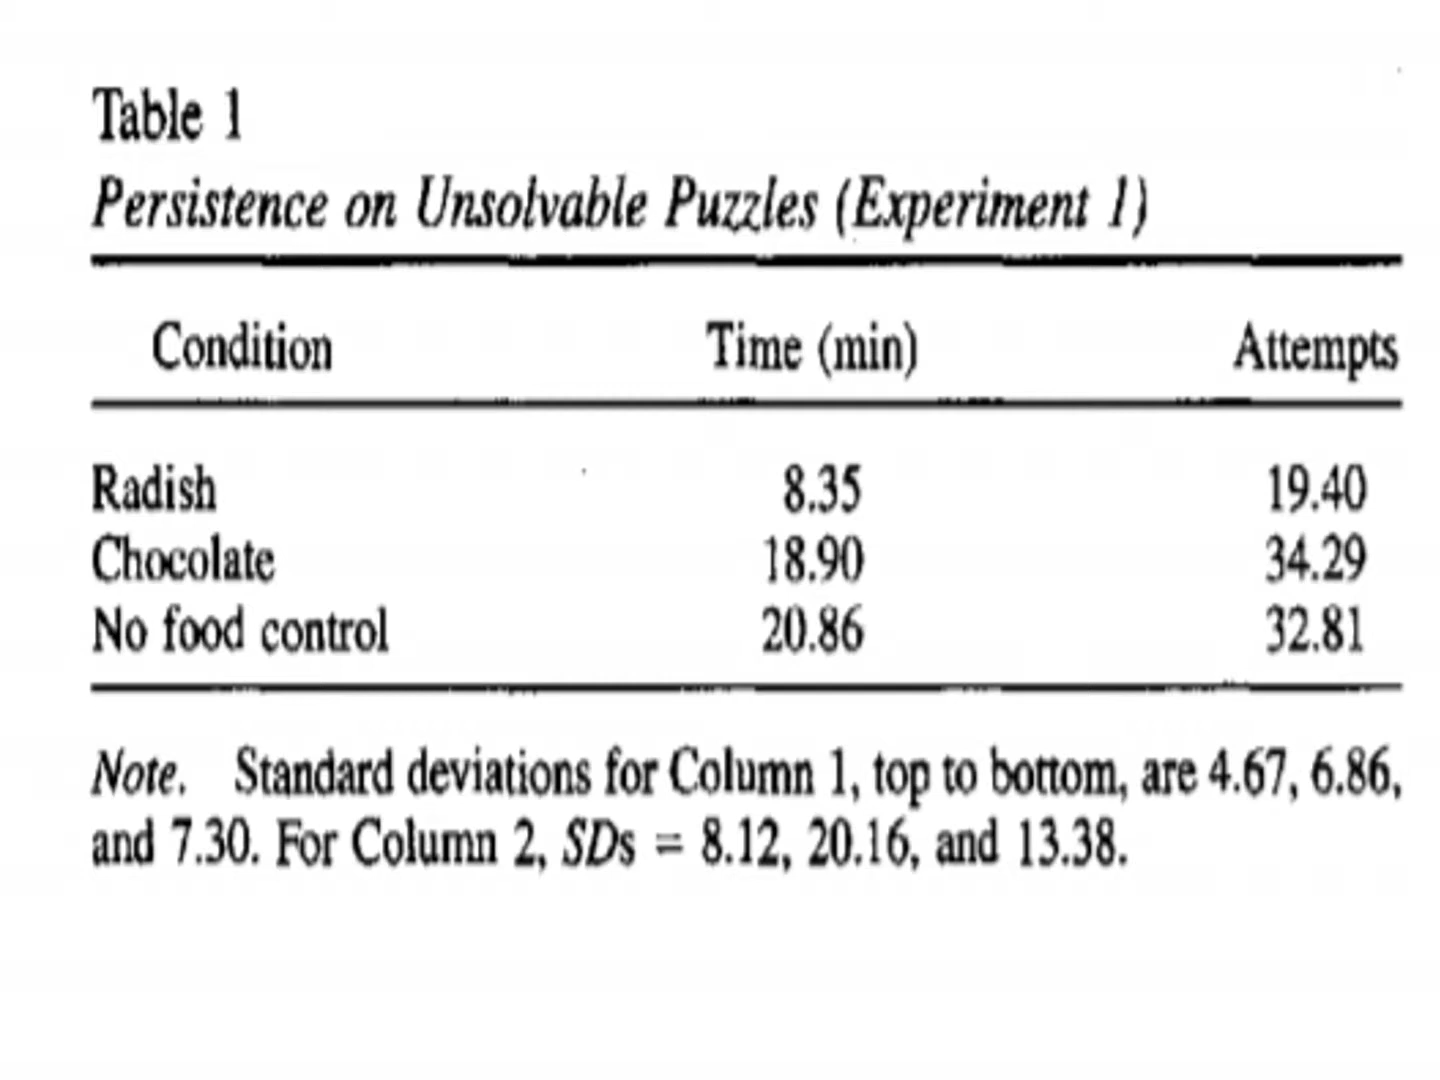 Table 1
Persistence on Unsolvable Puzzles (Experiment 1)
Condition Time (min) Attempts
Radish 8.35 19.40
Chocolate 18.90 34.29
No food control 20.86 32.81
Note. Standard deviations for Column 1, top to bottom, are 4.67, 6.86,
and 7.30. For Column 2, SDs = 8.12, 20.16, and 13.38.